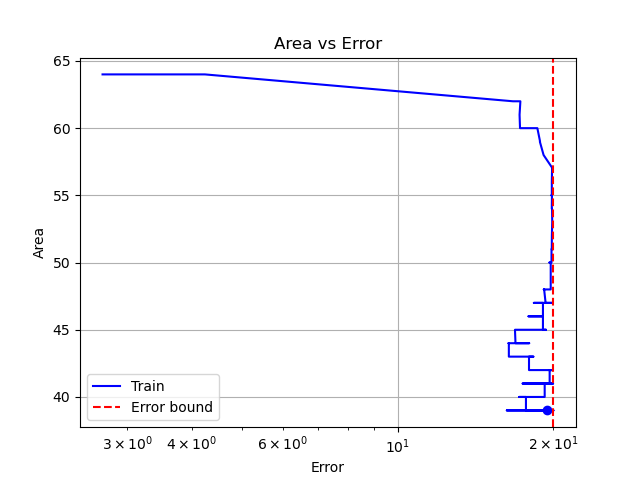 Area vs Error
65
60
55
50
45
40
Area
Train
Error bound
3 × 10⁰
4 × 10⁰
6 × 10⁰
10¹
2 × 10¹
Error